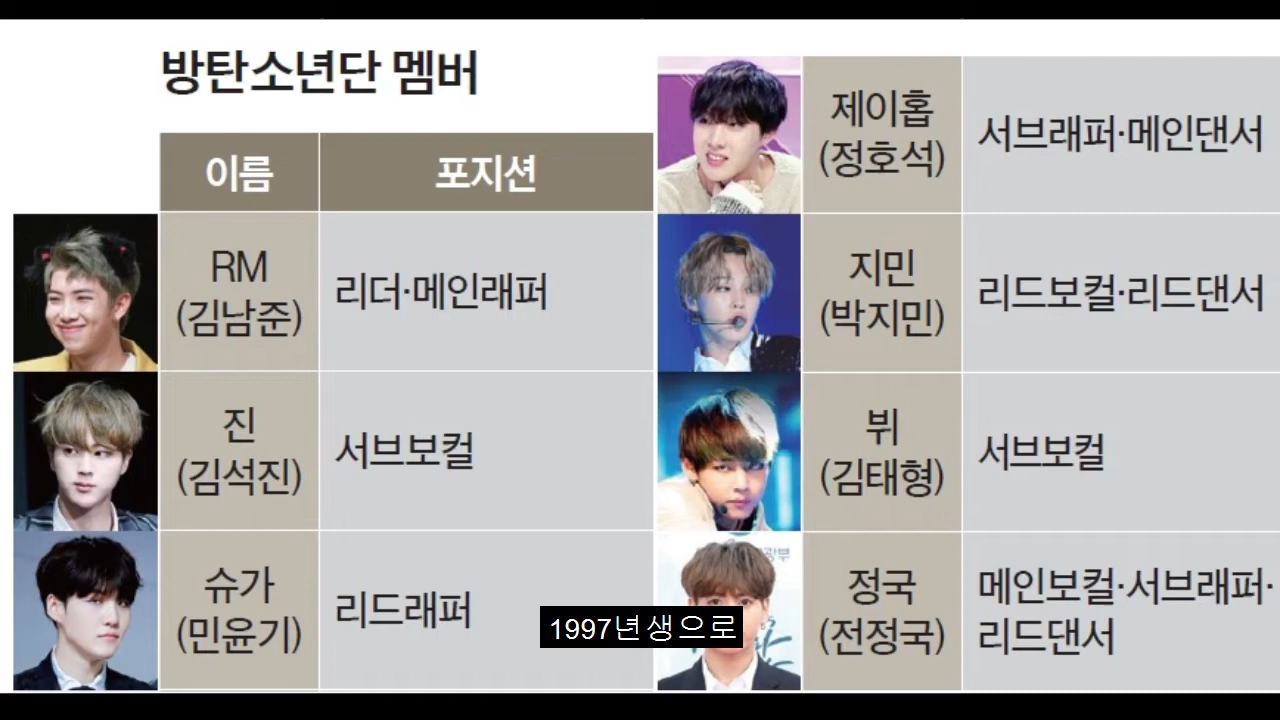 방탄소년단 멤버
이름 포지션
RM
(김남준)
리더·메인래퍼
진
(김석진)
서브보컬
슈가
(민윤기)
리드래퍼
제이홉
(정호석)
서브래퍼·메인댄서
지민
(박지민)
리드보컬·리드댄서
뷔
(김태형)
서브보컬
정국
(전정국)
메인보컬·서브래퍼·
리드댄서
1997년생으로